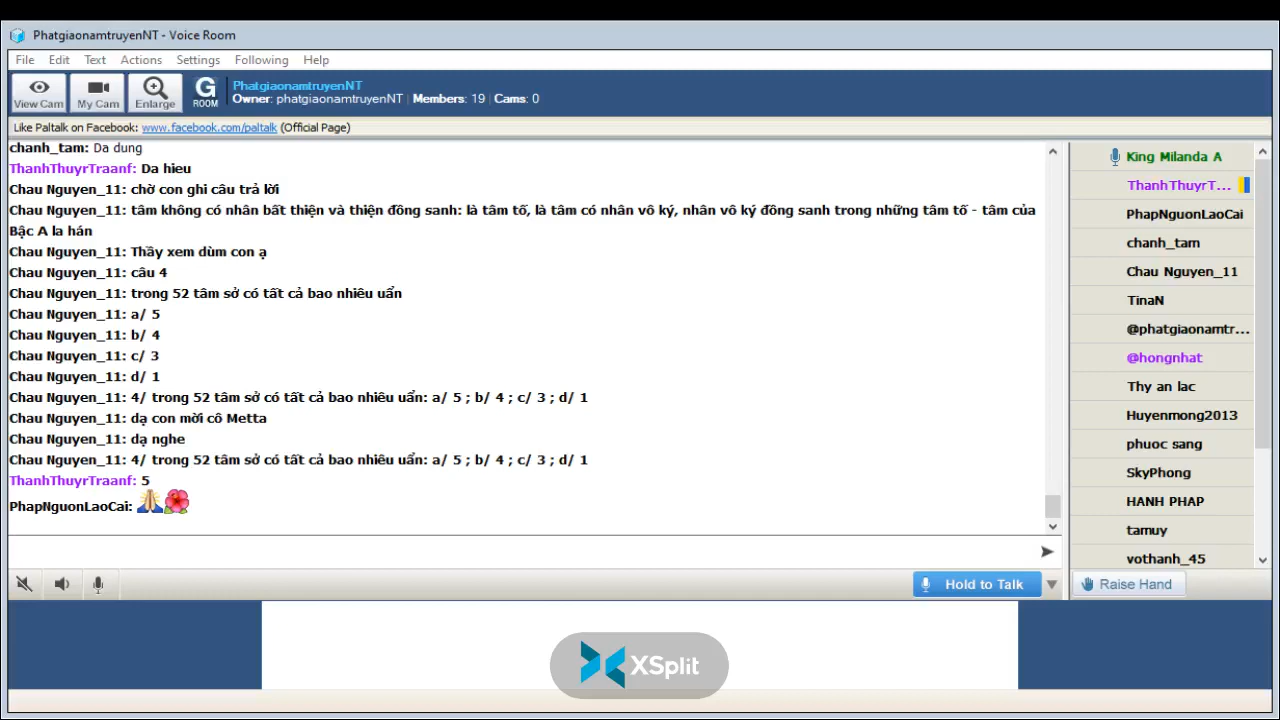 PhatgiaonamtruyenNT - Voice Room
File Edit Text Actions Settings Following Help
View Cam
My Cam
Enlarge
G
ROOM
PhatgiaonamtruyenNT
Owner: phatgiaonamtruyenNT | Members: 19 | Cams: 0
Like Paltalk on Facebook: www.facebook.com/paltalk (Official Page)
chanh_tam: Da dung
ThanhThuyrTraanf: Da hieu
Chau Nguyen_11: chờ con ghi câu trả lời
Chau Nguyen_11: tâm không có nhân bất thiện và thiện đồng sanh: là tâm tố, là tâm có nhân vô ký, nhân vô ký đồng sanh trong những tâm tố - tâm của
Bậc A la hán
Chau Nguyen_11: Thầy xem dùm con ạ
Chau Nguyen_11: câu 4
Chau Nguyen_11: trong 52 tâm sở có tất cả bao nhiêu uẩn
Chau Nguyen_11: a/ 5
Chau Nguyen_11: b/ 4
Chau Nguyen_11: c/ 3
Chau Nguyen_11: d/ 1
Chau Nguyen_11: 4/ trong 52 tâm sở có tất cả bao nhiêu uẩn: a/ 5 ; b/ 4 ; c/ 3 ; d/ 1
Chau Nguyen_11: dạ con mời cô Metta
Chau Nguyen_11: dạ nghe
Chau Nguyen_11: 4/ trong 52 tâm sở có tất cả bao nhiêu uẩn: a/ 5 ; b/ 4 ; c/ 3 ; d/ 1
ThanhThuyrTraanf: 5
PhapNguonLaoCai:
King Milanda A
ThanhThuyrT...
PhapNguonLaoCai
chanh_tam
Chau Nguyen_11
TinaN
@phatgiaonamtr...
@hongnhat
Thy an lac
Huyenmong2013
phuoc sang
SkyPhong
HANH PHAP
tamuy
vothanh_45
Hold to Talk
Raise Hand
XSplit